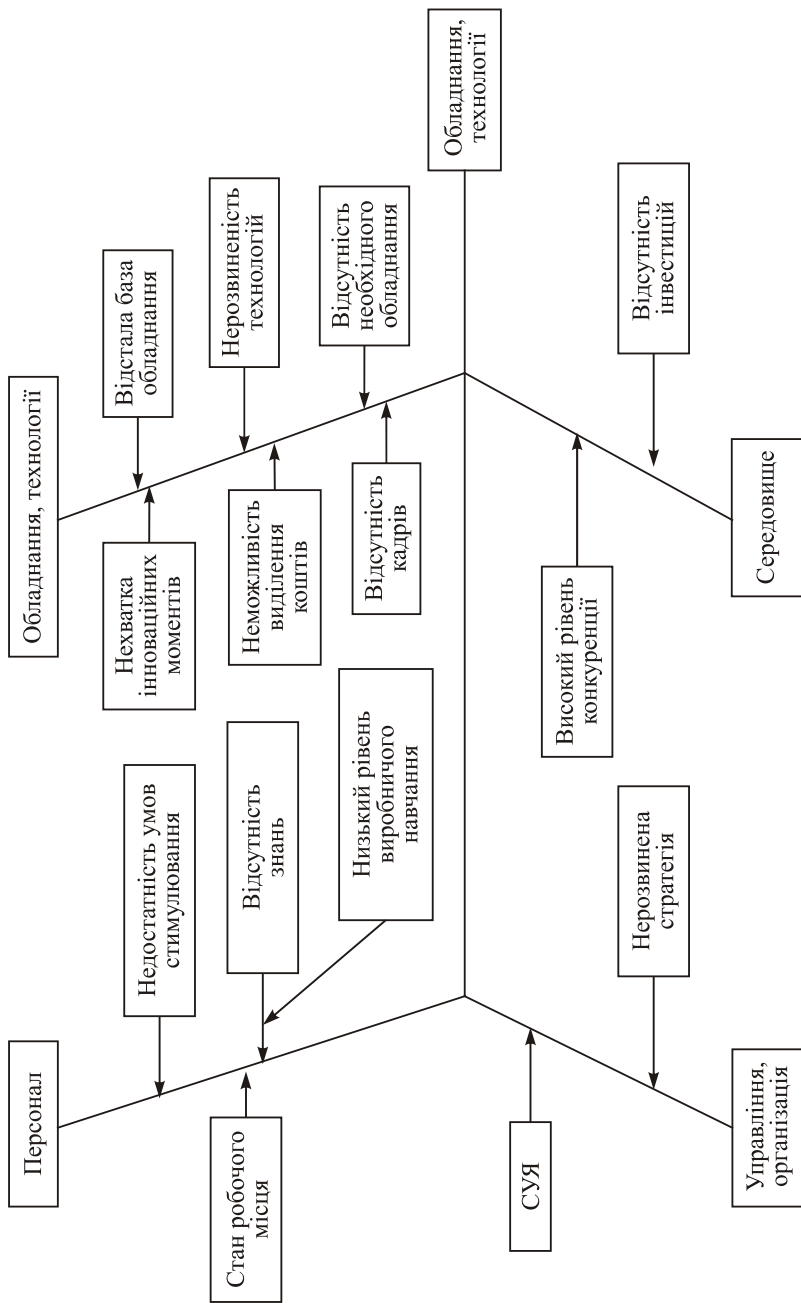 Персонал
Обладнання, технології
Недостатність умов
стимулювання
Нехватка
інноваційних
моментів
Відстала база
обладнання
Стан робочого
місця
Відсутність
знань
Неможливість
виділення
коштів
Нерозвиненість
технологій
Низький рівень
виробничого
навчання
Відсутність
кадрів
Відсутність
необхідного
обладнання
Обладнання,
технології
СУЯ
Високий рівень
конкуренції
Нерозвинена
стратегія
Відсутність
інвестицій
Управління,
організація
Середовище